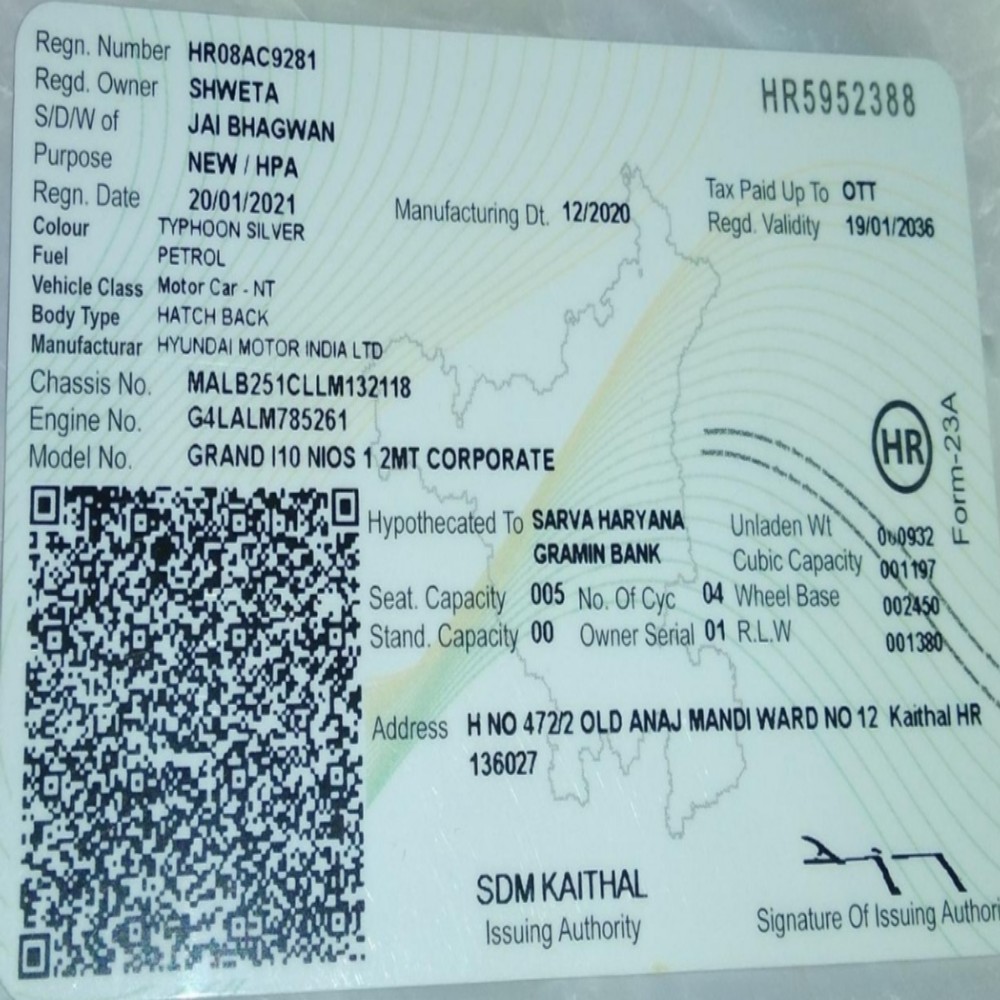 Regn. Number HR08AC9281
HR5952388
Regd. Owner SHWETA
S/D/W of JAI BHAGWAN
Purpose NEW / HPA
Regn. Date 20/01/2021 Manufacturing Dt. 12/2020 Tax Paid Up To OTT
Regd. Validity 19/01/2036
Colour TYPHOON SILVER
Fuel PETROL
Vehicle Class Motor Car - NT
Body Type HATCH BACK
Manufacturar HYUNDAI MOTOR INDIA LTD
Chassis No. MALB251CLLM132118
Engine No. G4LALM785261
Model No. GRAND I10 NIOS 1 2MT CORPORATE
HR
Form-23A
Hypothecated To SARVA HARYANA Unladen Wt 000932
GRAMIN BANK Cubic Capacity 001197
Seat. Capacity 005 No. Of Cyc 04 Wheel Base 002450
Stand. Capacity 00 Owner Serial 01 R.L.W 001380
Address H NO 472/2 OLD ANAJ MANDI WARD NO 12 Kaithal HR
136027
SDM KAITHAL
Issuing Authority
Signature Of Issuing Author